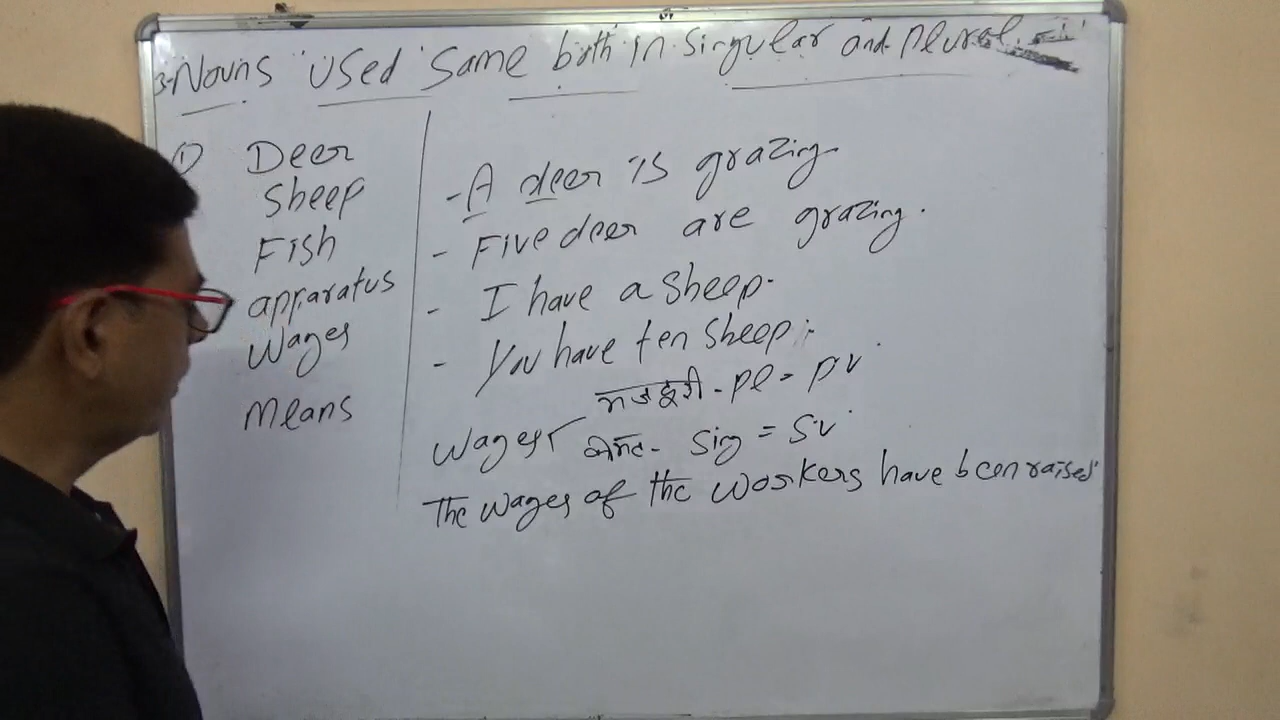 3. Nouns used same both in singular and plural
① Deer
Sheep
Fish
apparatus
Wages
Means
- A deer is grazing.
- Five deer are grazing.
- I have a sheep.
- You have ten sheep.
मजदूरी - Pl = PV
Wages
Sig = SV
The wages of the workers have been raised